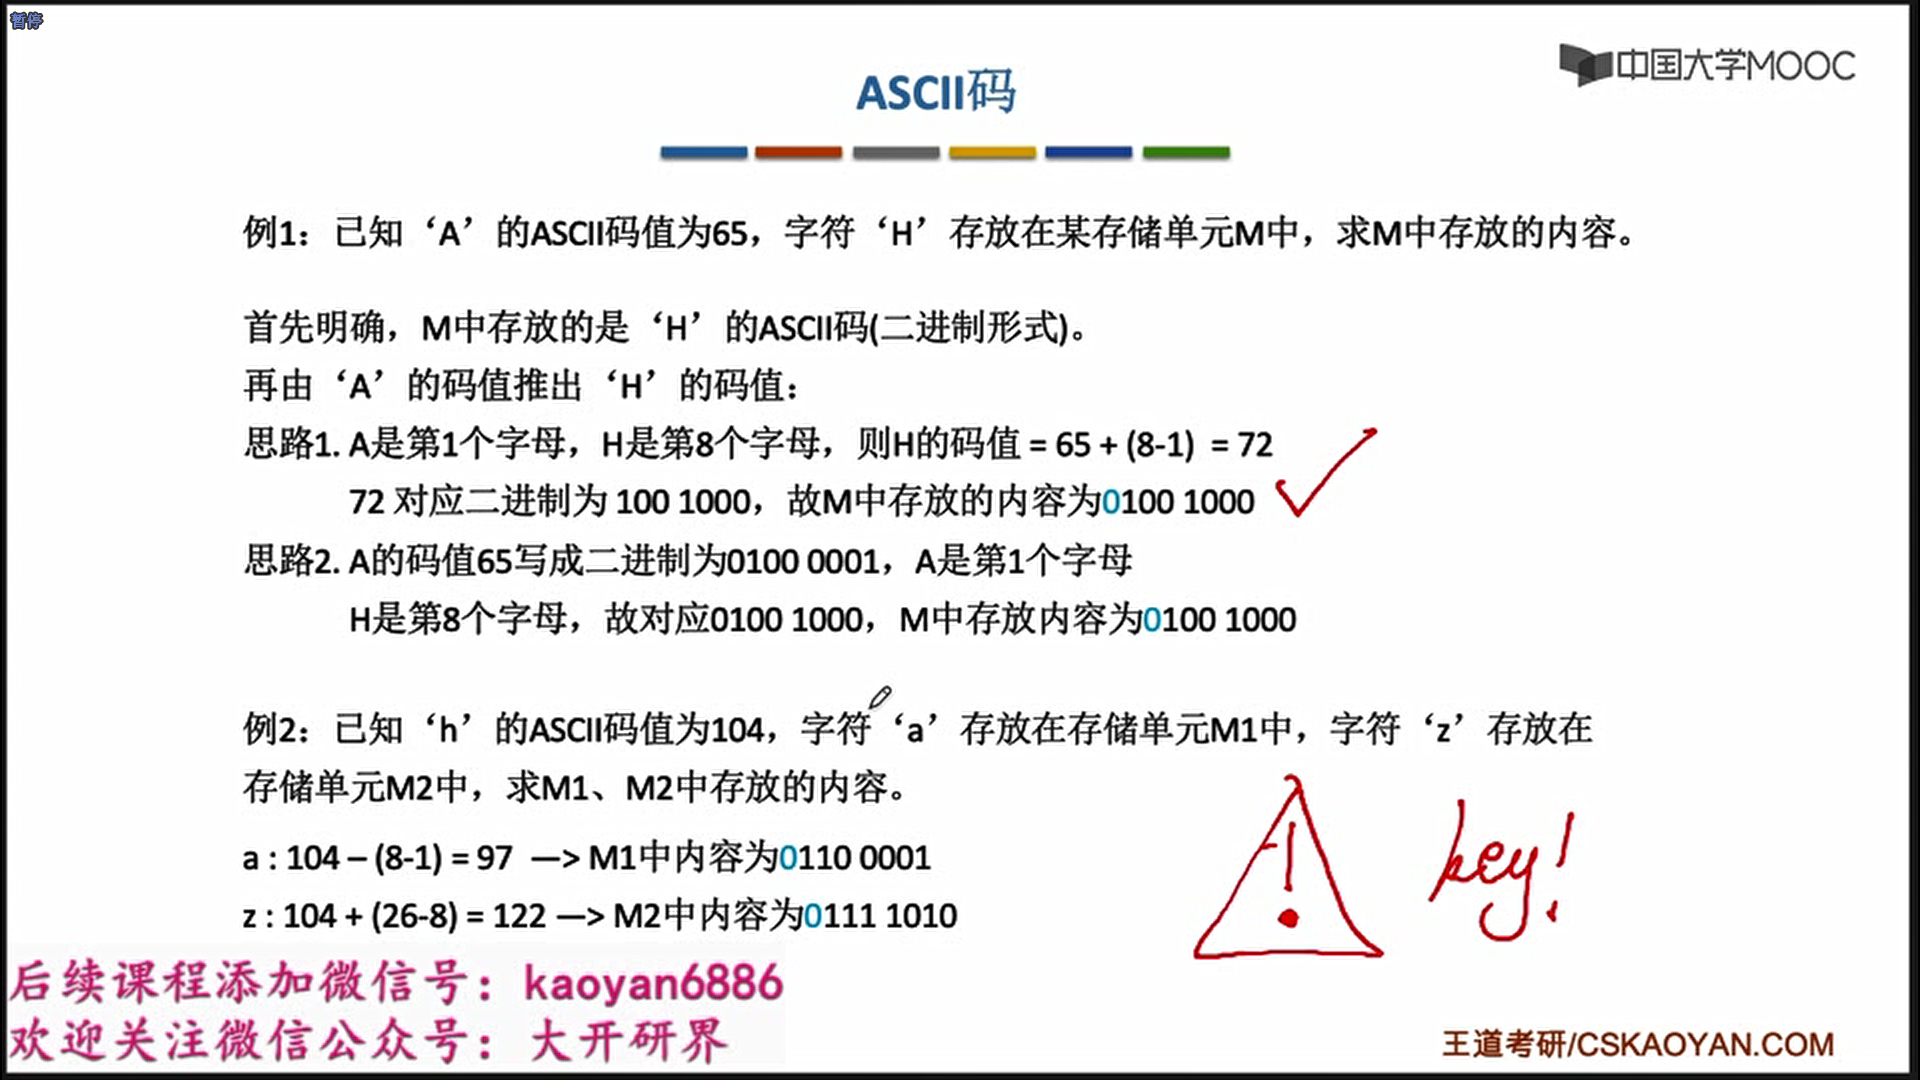 暂停
中国大学MOOC
ASCII码
例1：已知‘A’的ASCII码值为65，字符‘H’存放在某存储单元M中，求M中存放的内容。
首先明确，M中存放的是‘H’的ASCII码(二进制形式)。
再由‘A’的码值推出‘H’的码值：
思路1. A是第1个字母，H是第8个字母，则H的码值 = 65 + (8-1) = 72
72 对应二进制为 100 1000，故M中存放的内容为0100 1000
思路2. A的码值65写成二进制为0100 0001，A是第1个字母
H是第8个字母，故对应0100 1000，M中存放内容为0100 1000
例2：已知‘h’的ASCII码值为104，字符‘a’存放在存储单元M1中，字符‘z’存放在
存储单元M2中，求M1、M2中存放的内容。
a : 104 – (8-1) = 97 —> M1中内容为0110 0001
z : 104 + (26-8) = 122 —> M2中内容为0111 1010
!
key!
后续课程添加微信号：kaoyan6886
欢迎关注微信公众号：大开研界
王道考研/CSKAOYAN.COM